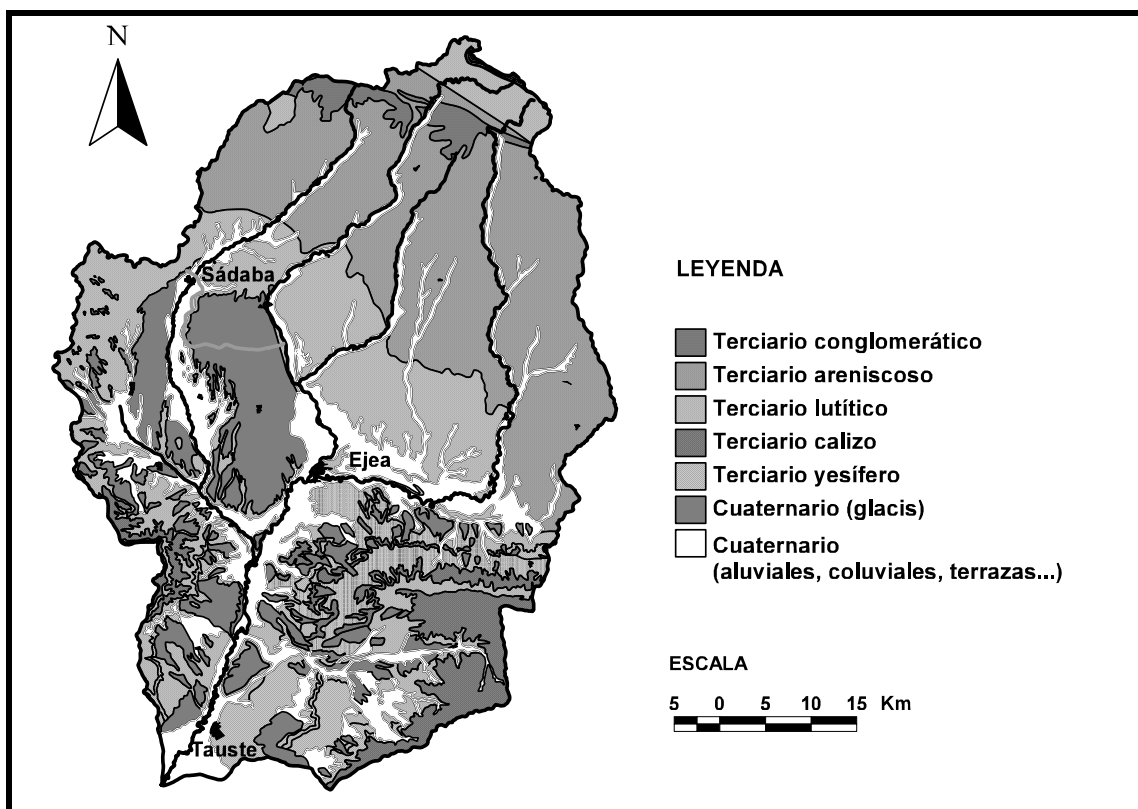 N
Sádaba
Ejea
Tauste
LEYENDA
Terciario conglomerático
Terciario areniscoso
Terciario lutítico
Terciario calizo
Terciario yesífero
Cuaternario (glacis)
Cuaternario
(aluviales, coluviales, terrazas...)
ESCALA
5 0 5 10 15 Km